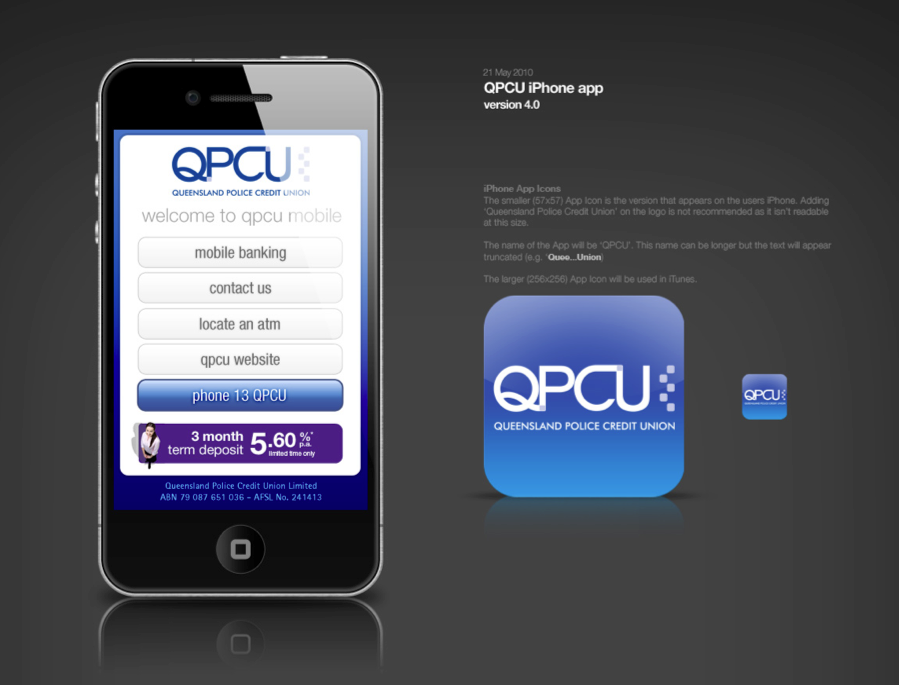 QPCU
QUEENSLAND POLICE CREDIT UNION
welcome to qpcu mobile
mobile banking
contact us
locate an atm
qpcu website
phone 13 QPCU
3 month
term deposit
5.60 %* p.a.
limited time only
Queensland Police Credit Union Limited
ABN 79 087 651 036 - AFSL No. 241413
21 May 2010
QPCU iPhone app
version 4.0
iPhone App Icons
The smaller (57x57) App Icon is the version that appears on the users iPhone. Adding
'Queensland Police Credit Union' on the logo is not recommended as it isn't readable
at this size.
The name of the App will be 'QPCU'. This name can be longer but the text will appear
truncated (e.g. 'Quee...Union)
The larger (256x256) App Icon will be used in iTunes.
QPCU
QUEENSLAND POLICE CREDIT UNION
QPCU
QUEENSLAND POLICE CREDIT UNION